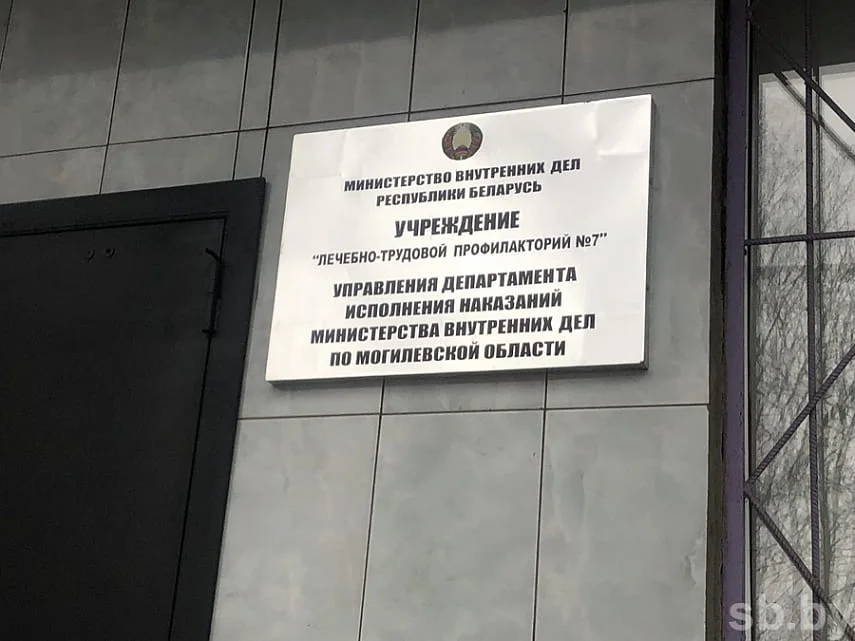 МИНИСТЕРСТВО ВНУТРЕННИХ ДЕЛ
РЕСПУБЛИКИ БЕЛАРУСЬ
УЧРЕЖДЕНИЕ
"ЛЕЧЕБНО-ТРУДОВОЙ ПРОФИЛАКТОРИЙ №7"
УПРАВЛЕНИЯ ДЕПАРТАМЕНТА
ИСПОЛНЕНИЯ НАКАЗАНИЙ
МИНИСТЕРСТВА ВНУТРЕННИХ ДЕЛ
ПО МОГИЛЕВСКОЙ ОБЛАСТИ
sb.by